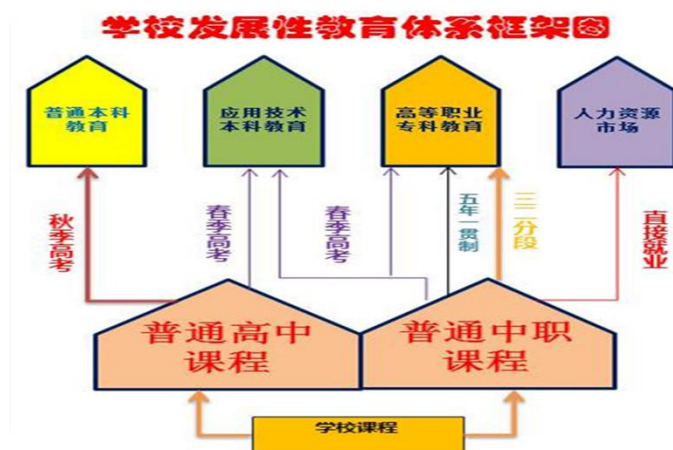 学校发展性教育体系框架图
普通本科
教育
应用技术
本科教育
高等职业
专科教育
人力资源
市场
秋季高考
春季高考
春季高考
五年一贯制
三二分段
直接就业
普通高中
课程
普通中职
课程
学校课程